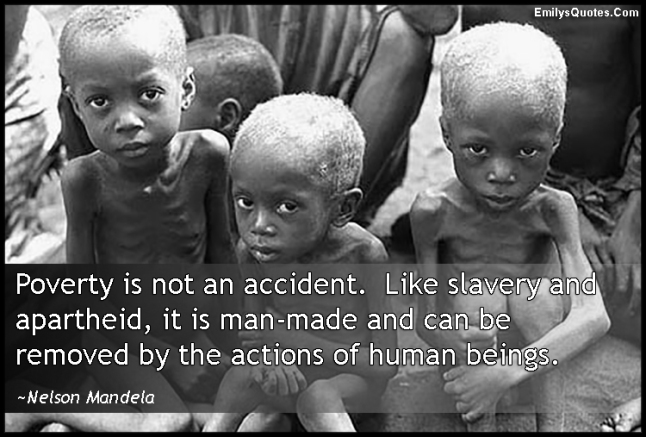 EmilysQuotes.Com
Poverty is not an accident. Like slavery and
apartheid, it is man-made and can be
removed by the actions of human beings.
~Nelson Mandela